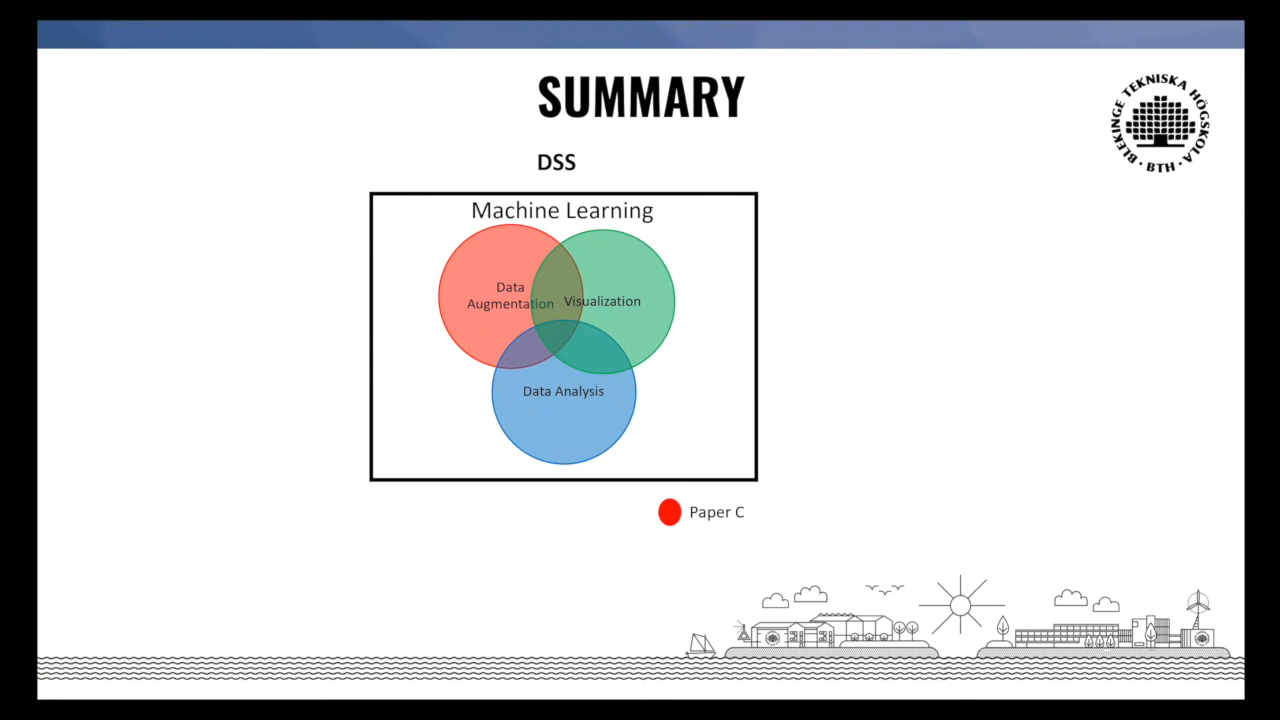 SUMMARY
BLEKINGE TEKNISKA HÖGSKOLA · BTH ·
DSS
Machine Learning
Data
Augmentation
Visualization
Data Analysis
Paper C